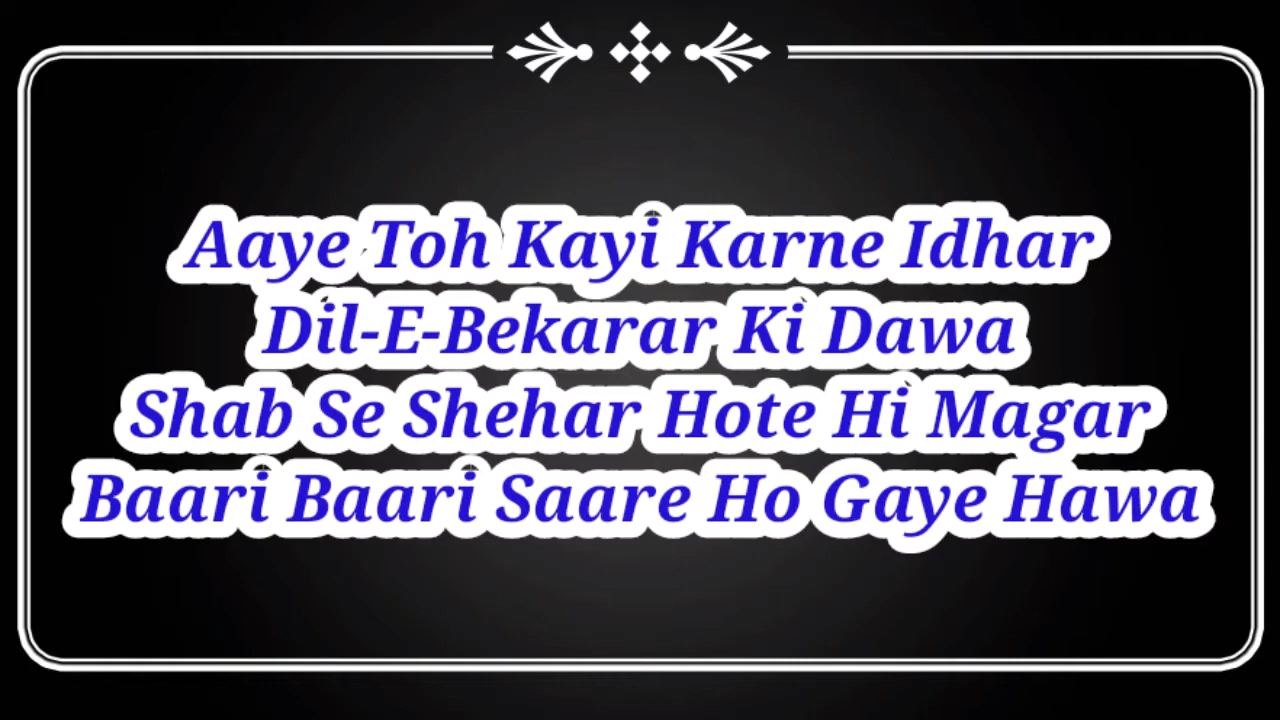 Aaye Toh Kayi Karne Idhar
Dil-E-Bekarar Ki Dawa
Shab Se Shehar Hote Hi Magar
Baari Baari Saare Ho Gaye Hawa